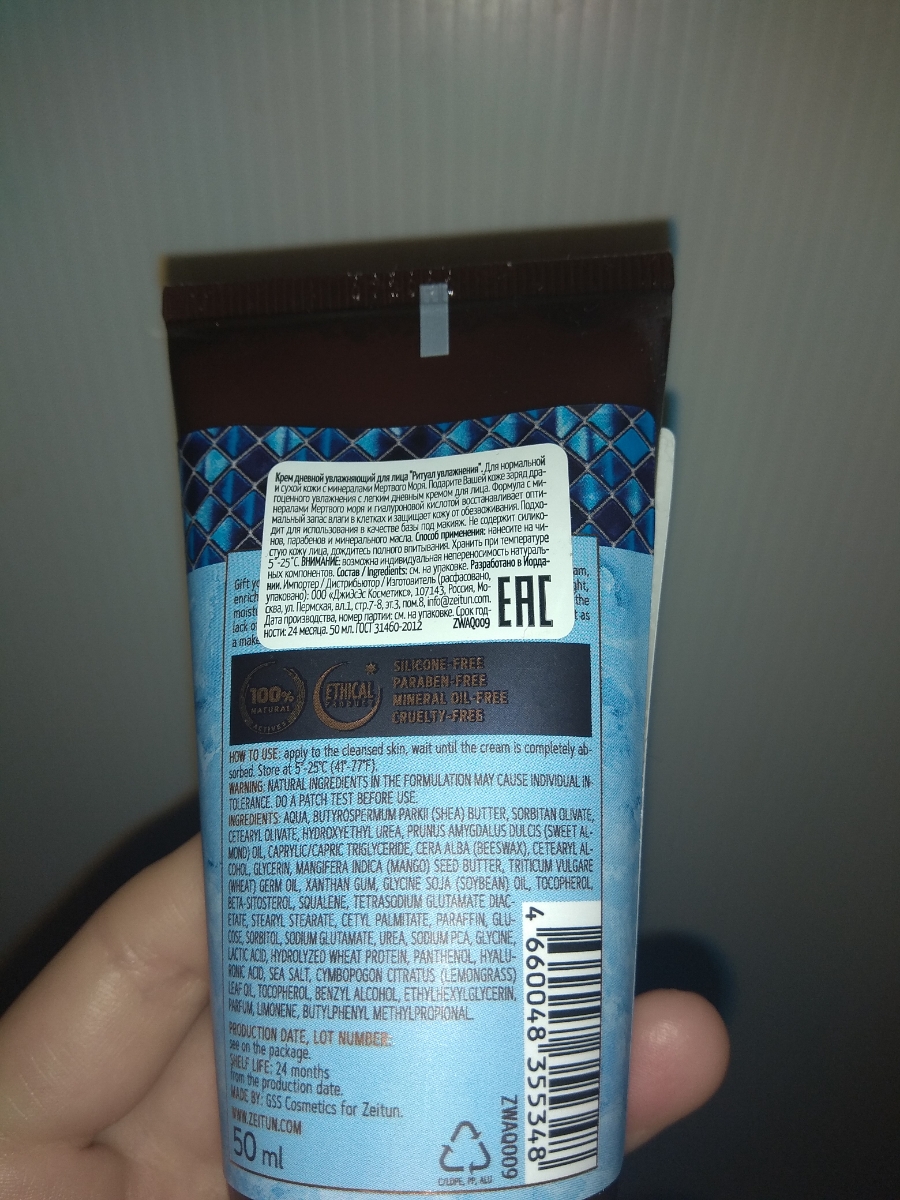 Крем дневной увлажняющий для лица "Ритуал увлажнения". Для нормальной
и сухой кожи с минералами Мертвого Моря. Подарите Вашей коже заряд дра-
гоценного увлажнения с легким дневным кремом для лица. Формула с ми-
нералами Мертвого моря и гиалуроновой кислотой восстанавливает опти-
мальный запас влаги в клетках и защищает кожу от обезвоживания. Подхо-
дит для использования в качестве базы под макияж. Не содержит силико-
нов, парабенов и минерального масла. Способ применения: нанесите на чи-
стую кожу лица, дождитесь полного впитывания. Хранить при температуре
5°-25°С. ВНИМАНИЕ: возможна индивидуальная непереносимость натураль-
ных компонентов. Состав / Ingredients: см. на упаковке. Разработано в Иорда-
нии. Импортер / Дистрибьютор / Изготовитель (расфасовано,
упаковано): ООО «ДжиЭсЭс Косметикс», 107143, Россия, Мо-
сква, ул. Пермская, вл.1, стр.7-8, эт.3, пом.8, info@zeitun.com.
Дата производства, номер партии: см. на упаковке. Срок год-
ности: 24 месяца. 50 мл. ГОСТ 31460-2012 ZWAQ009
EAC
Gift
enrich
moist
lack o
a make
the
as
100%
NATURAL
ACTIVES
ETHICAL
PRODUCT
SILICONE-FREE
PARABEN-FREE
MINERAL OIL-FREE
CRUELTY-FREE
HOW TO USE: apply to the cleansed skin, wait until the cream is completely ab-
sorbed. Store at 5°-25°C (41°-77°F).
WARNING: NATURAL INGREDIENTS IN THE FORMULATION MAY CAUSE INDIVIDUAL IN-
TOLERANCE. DO A PATCH TEST BEFORE USE.
INGREDIENTS: AQUA, BUTYROSPERMUM PARKII (SHEA) BUTTER, SORBITAN OLIVATE,
CETEARYL OLIVATE, HYDROXYETHYL UREA, PRUNUS AMYGDALUS DULCIS (SWEET AL-
MOND) OIL, CAPRYLIC/CAPRIC TRIGLYCERIDE, CERA ALBA (BEESWAX), CETEARYL AL-
COHOL, GLYCERIN, MANGIFERA INDICA (MANGO) SEED BUTTER, TRITICUM VULGARE
(WHEAT) GERM OIL, XANTHAN GUM, GLYCINE SOJA (SOYBEAN) OIL, TOCOPHEROL,
BETA-SITOSTEROL, SQUALENE, TETRASODIUM GLUTAMATE DIAC-
ETATE, STEARYL STEARATE, CETYL PALMITATE, PARAFFIN, GLU-
COSE, SORBITOL, SODIUM GLUTAMATE, UREA, SODIUM PCA, GLYCINE,
LACTIC ACID, HYDROLYZED WHEAT PROTEIN, PANTHENOL, HYALU-
RONIC ACID, SEA SALT, CYMBOPOGON CITRATUS (LEMONGRASS)
LEAF OIL, TOCOPHEROL, BENZYL ALCOHOL, ETHYLHEXYLGLYCERIN,
PARFUM, LIMONENE, BUTYLPHENYL METHYLPROPIONAL.
PRODUCTION DATE, LOT NUMBER:
see on the package.
SHELF LIFE: 24 months
from the production date.
MADE BY: GSS Cosmetics for Zeitun.
WWW.ZEITUN.COM
50 ml
C/LDPE, PP, ALU
ZWAQ009
4 660048 355348